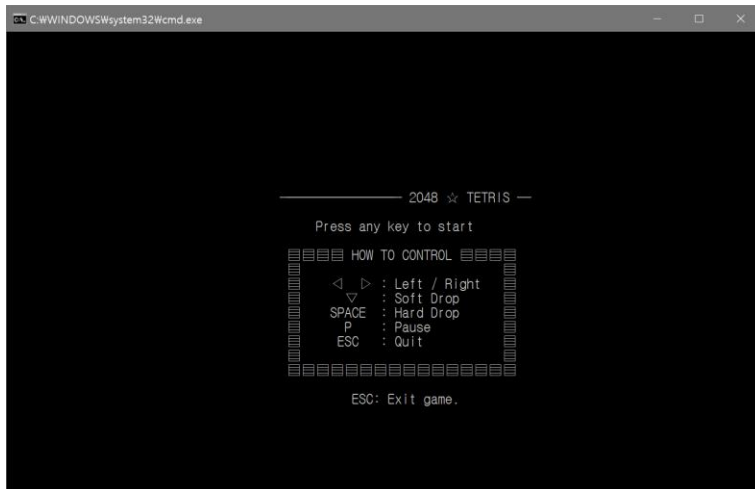 C:₩WINDOWS₩system32₩cmd.exe
2048 ☆ TETRIS
Press any key to start
HOW TO CONTROL
◁ ▷ : Left / Right
▽ : Soft Drop
SPACE : Hard Drop
P : Pause
ESC : Quit
ESC: Exit game.